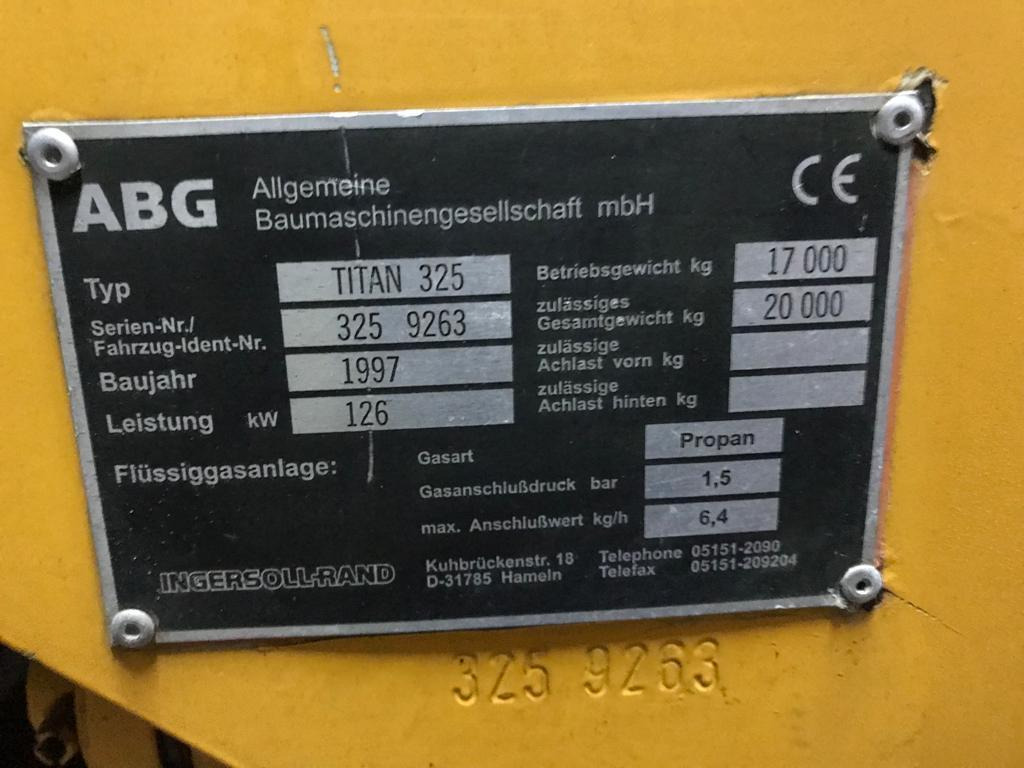 ABG Allgemeine
Baumaschinengesellschaft mbH
CE
Typ TITAN 325
Serien-Nr./
Fahrzug-Ident-Nr. 325 9263
Baujahr 1997
Leistung kW 126
Betriebsgewicht kg 17 000
zulässiges
Gesamtgewicht kg 20 000
zulässige
Achlast vorn kg
zulässige
Achlast hinten kg
Flüssiggasanlage:
Gasart Propan
Gasanschlußdruck bar 1,5
max. Anschlußwert kg/h 6,4
INGERSOLL-RAND
Kuhbrückenstr. 18 Telephone 05151-2090
D-31785 Hameln Telefax 05151-209204
325 9263